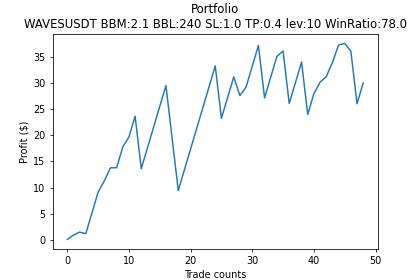 Portfolio
WAVESUSDT BBM:2.1 BBL:240 SL:1.0 TP:0.4 lev:10 WinRatio:78.0
35
30
25
20
15
10
5
0
Profit ($)
0 10 20 30 40 50
Trade counts